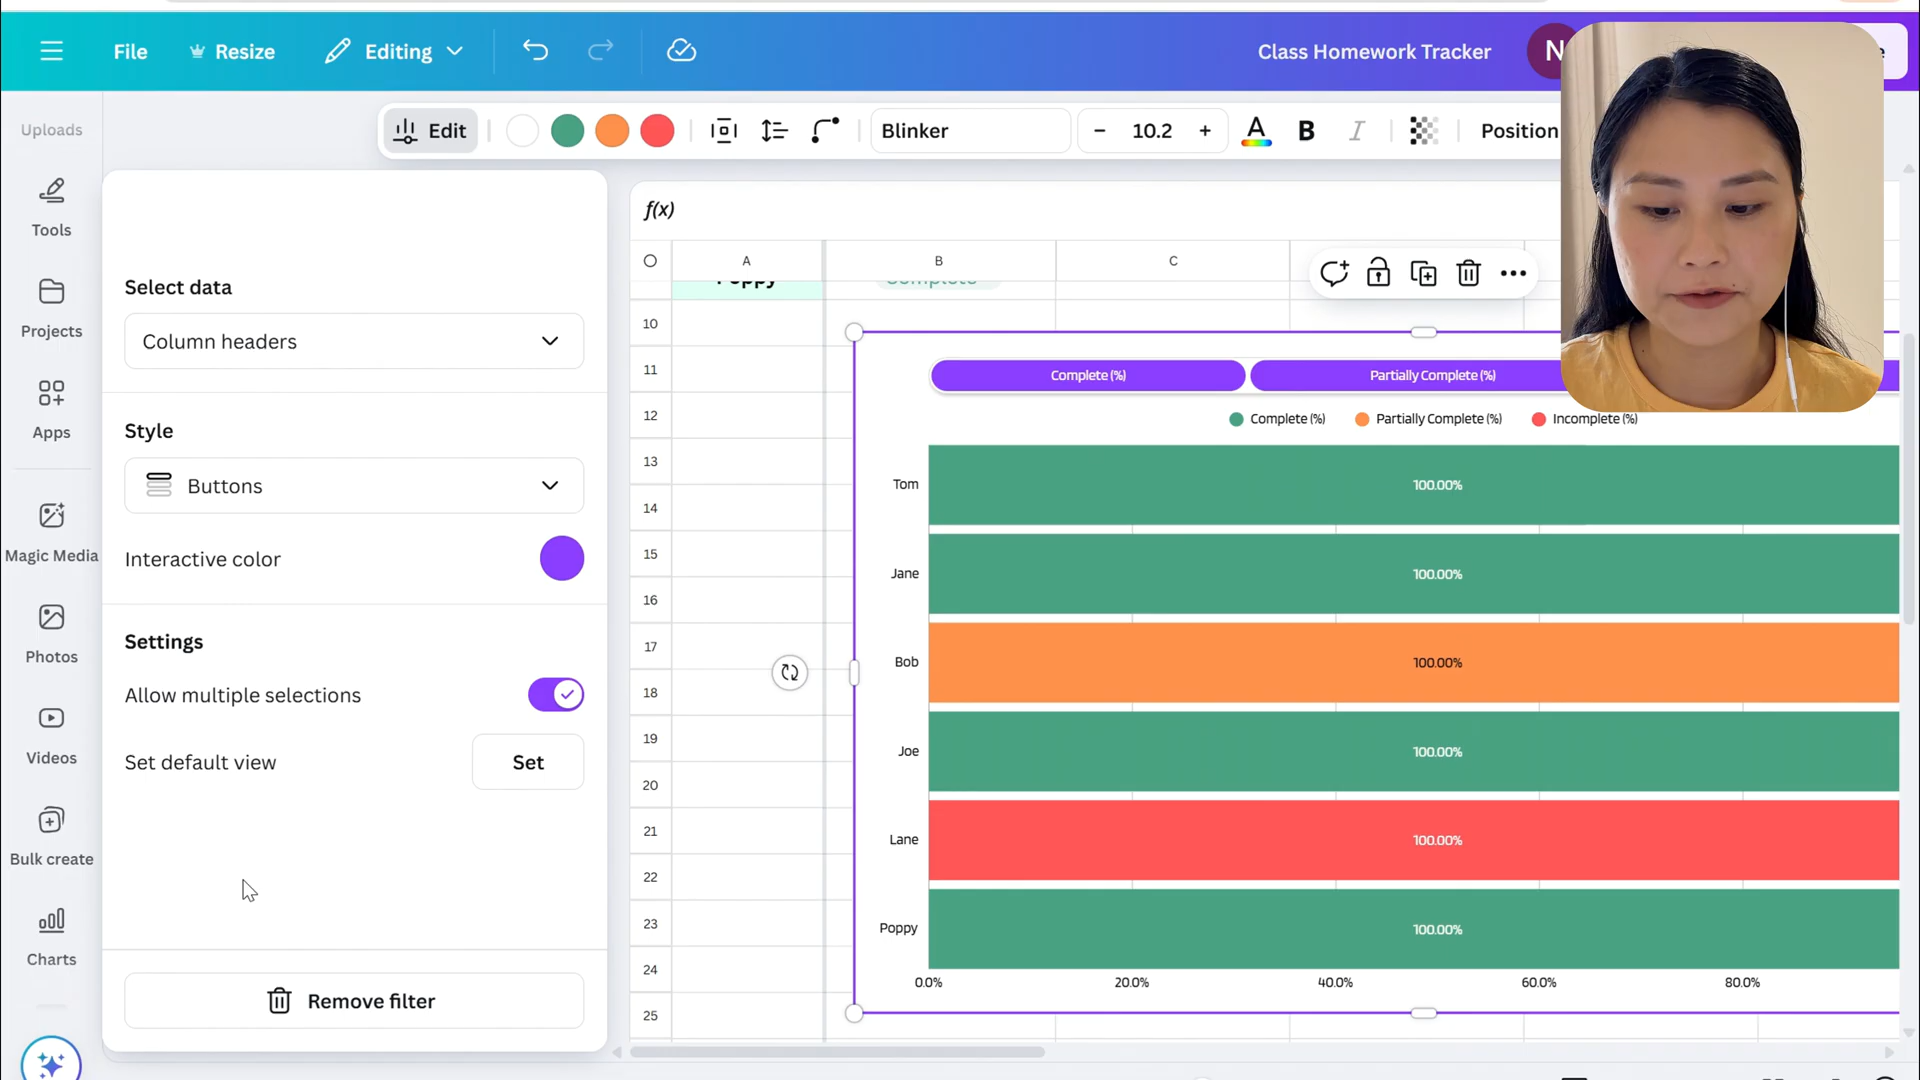 File
Resize
Editing
Class Homework Tracker
N
e
Uploads
Edit
Blinker
− 10.2 +
A
B
I
Position
Tools
Projects
Apps
Magic Media
Photos
Videos
Bulk create
Charts
Select data
Column headers
Style
Buttons
Interactive color
Settings
Allow multiple selections
Set default view
Set
Remove filter
f(x)
A B C
Poppy Complete
10
11
12
13
14
15
16
17
18
19
20
21
22
23
24
25
Complete (%) Partially Complete (%)
Complete (%) Partially Complete (%) Incomplete (%)
Tom 100.00%
Jane 100.00%
Bob 100.00%
Joe 100.00%
Lane 100.00%
Poppy 100.00%
0.0% 20.0% 40.0% 60.0% 80.0%